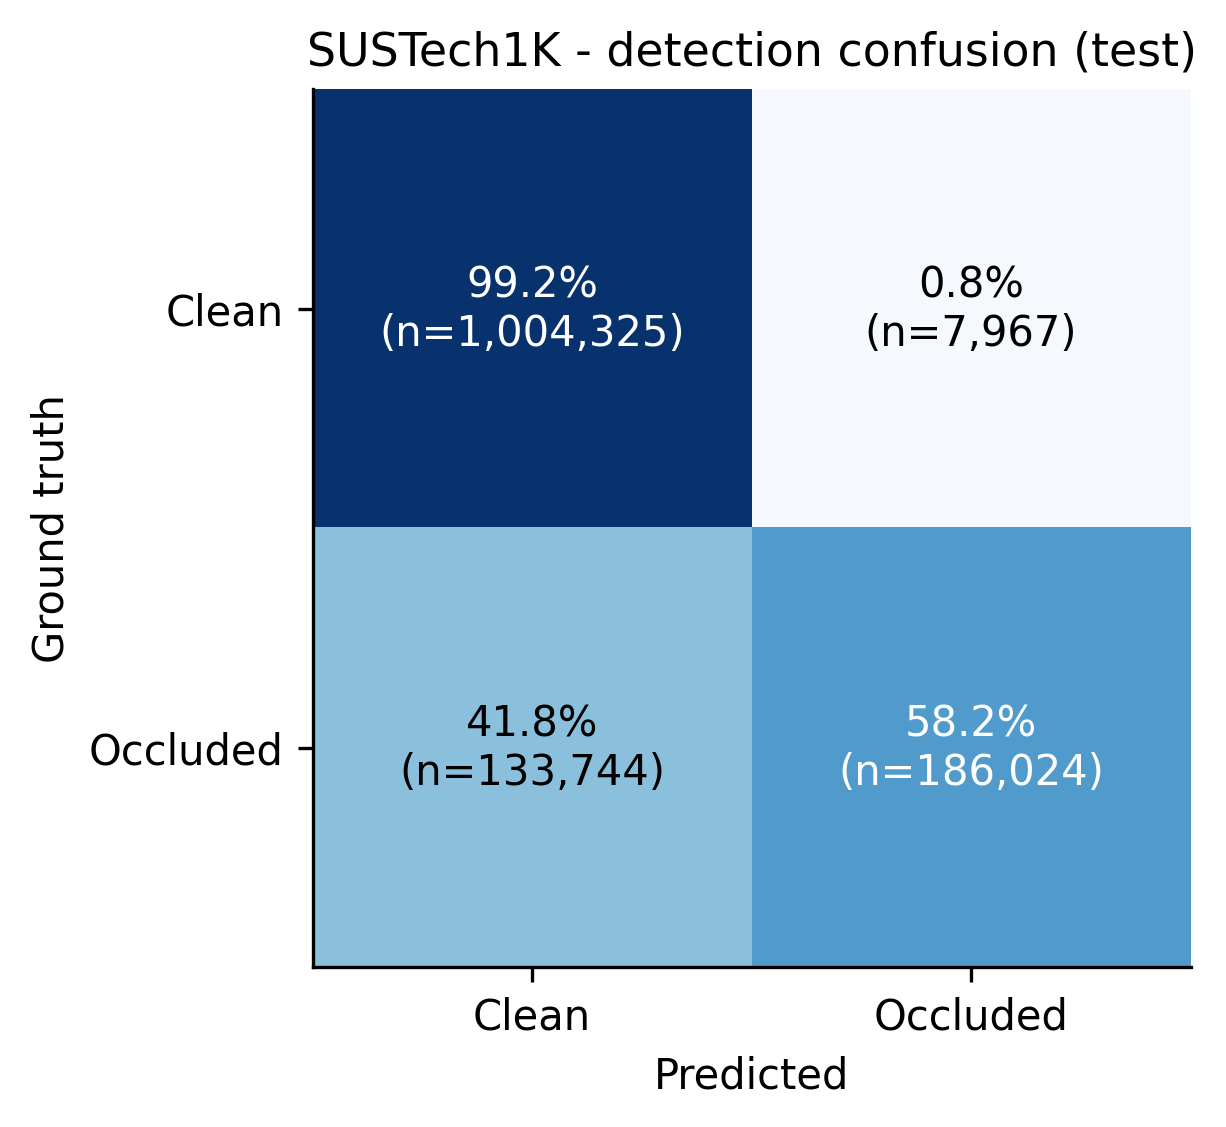 SUSTech1K - detection confusion (test)
Ground truth
Clean
99.2%
(n=1,004,325)
0.8%
(n=7,967)
Occluded
41.8%
(n=133,744)
58.2%
(n=186,024)
Clean
Occluded
Predicted